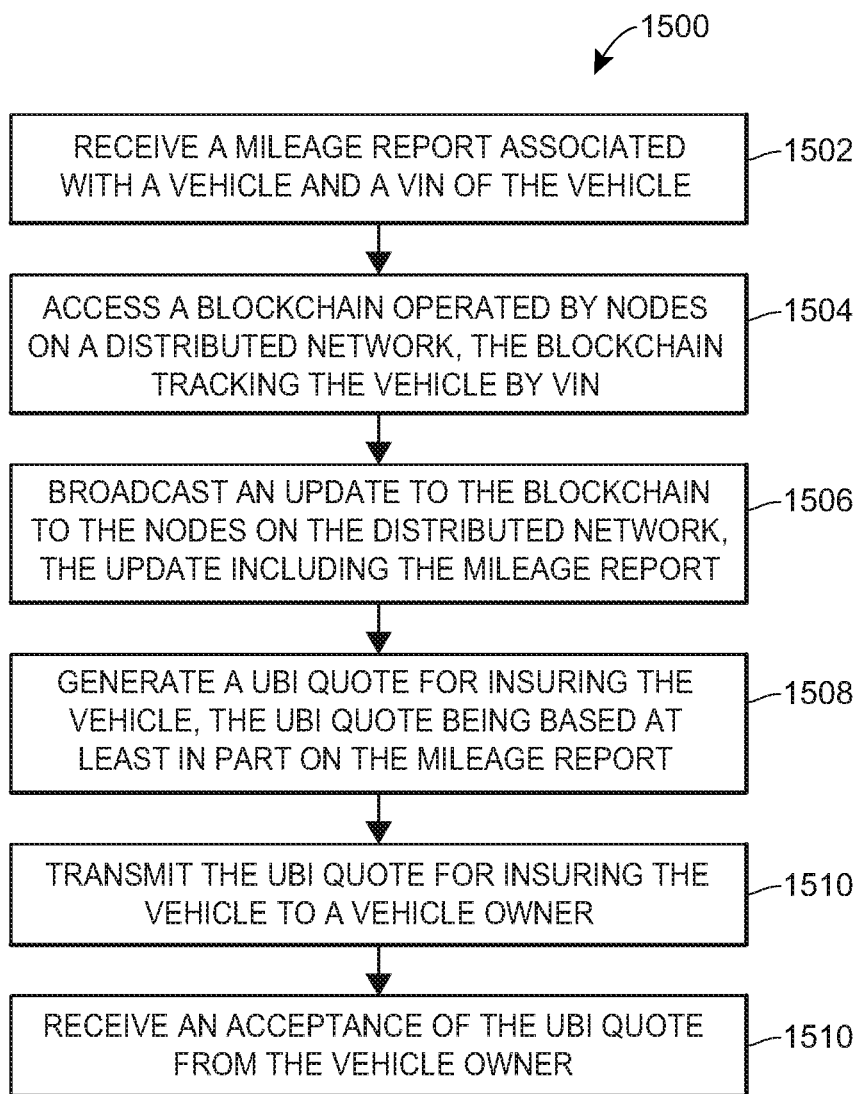 1500
RECEIVE A MILEAGE REPORT ASSOCIATED
WITH A VEHICLE AND A VIN OF THE VEHICLE
1502
ACCESS A BLOCKCHAIN OPERATED BY NODES
ON A DISTRIBUTED NETWORK, THE BLOCKCHAIN
TRACKING THE VEHICLE BY VIN
1504
BROADCAST AN UPDATE TO THE BLOCKCHAIN
TO THE NODES ON THE DISTRIBUTED NETWORK,
THE UPDATE INCLUDING THE MILEAGE REPORT
1506
GENERATE A UBI QUOTE FOR INSURING THE
VEHICLE, THE UBI QUOTE BEING BASED AT
LEAST IN PART ON THE MILEAGE REPORT
1508
TRANSMIT THE UBI QUOTE FOR INSURING THE
VEHICLE TO A VEHICLE OWNER
1510
RECEIVE AN ACCEPTANCE OF THE UBI QUOTE
FROM THE VEHICLE OWNER
1510